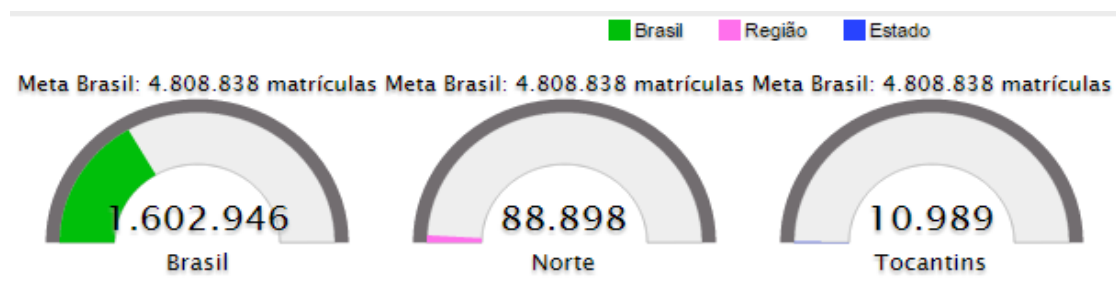 Brasil Região Estado
Meta Brasil: 4.808.838 matrículas Meta Brasil: 4.808.838 matrículas Meta Brasil: 4.808.838 matrículas
1.602.946 88.898 10.989
Brasil Norte Tocantins